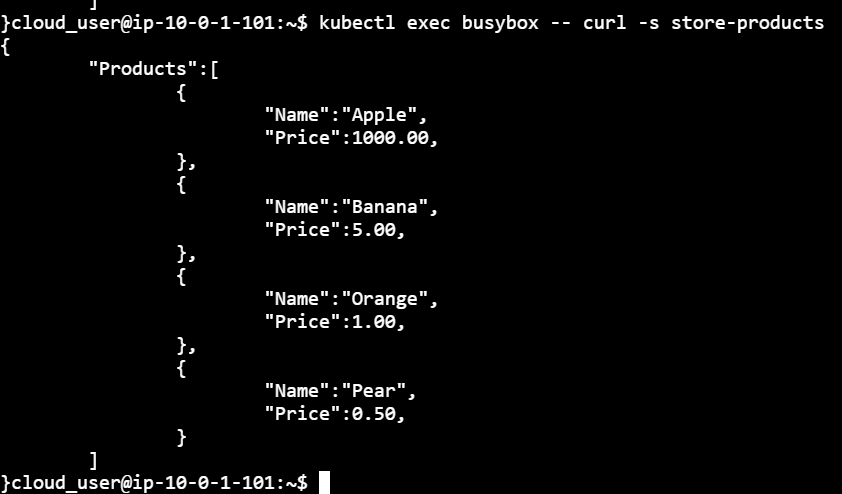 ]
}cloud_user@ip-10-0-1-101:~$ kubectl exec busybox -- curl -s store-products
{
        "Products":[
                {
                        "Name":"Apple",
                        "Price":1000.00,
                },
                {
                        "Name":"Banana",
                        "Price":5.00,
                },
                {
                        "Name":"Orange",
                        "Price":1.00,
                },
                {
                        "Name":"Pear",
                        "Price":0.50,
                }
        ]
}cloud_user@ip-10-0-1-101:~$